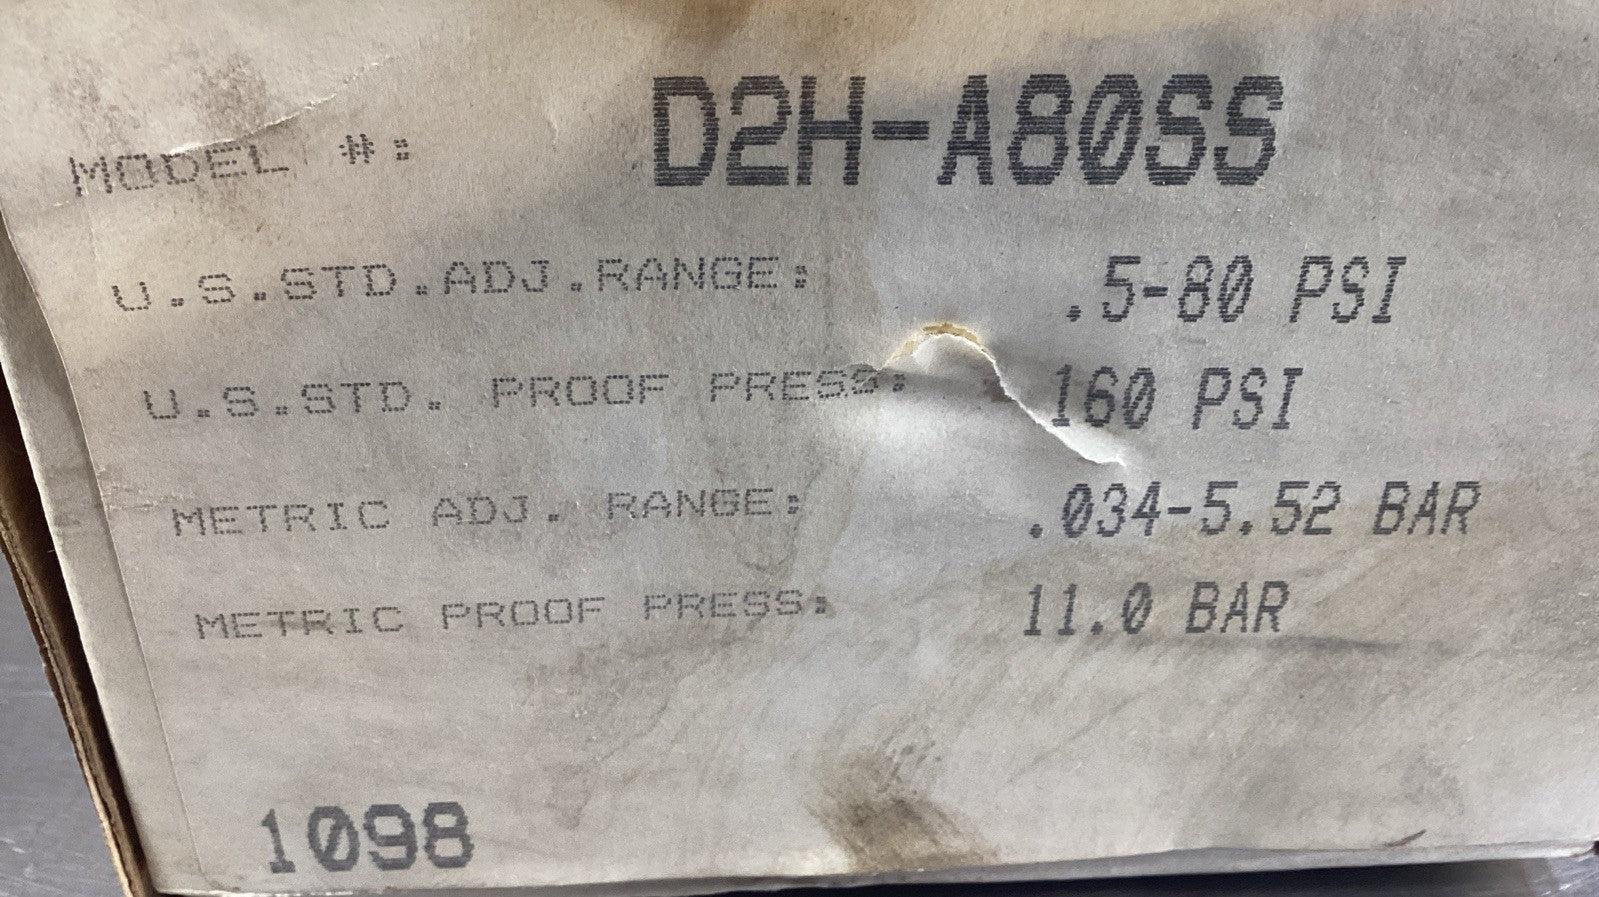 MODEL #: D2H-A80SS
U.S.STD.ADJ.RANGE: .5-80 PSI
U.S.STD. PROOF PRESS: 160 PSI
METRIC ADJ. RANGE: .034-5.52 BAR
METRIC PROOF PRESS: 11.0 BAR
1098